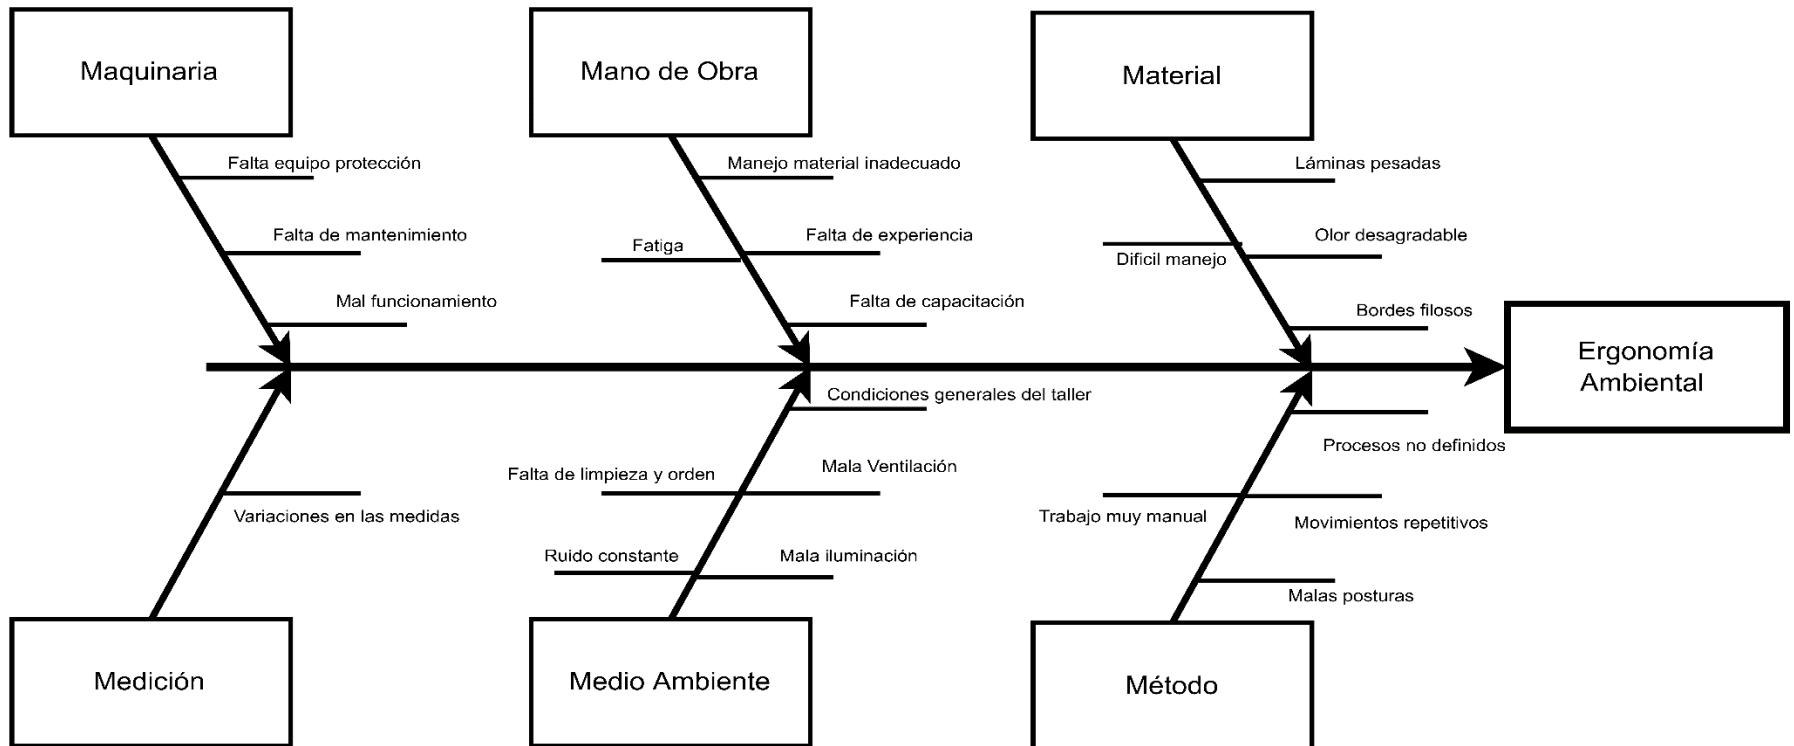 Maquinaria
Mano de Obra
Material
Falta equipo protección
Manejo material inadecuado
Láminas pesadas
Falta de mantenimiento
Fatiga
Falta de experiencia
Olor desagradable
Dificil manejo
Mal funcionamiento
Falta de capacitación
Bordes filosos
Ergonomía
Ambiental
Condiciones generales del taller
Procesos no definidos
Falta de limpieza y orden
Mala Ventilación
Variaciones en las medidas
Trabajo muy manual
Movimientos repetitivos
Ruido constante
Mala iluminación
Malas posturas
Medición
Medio Ambiente
Método